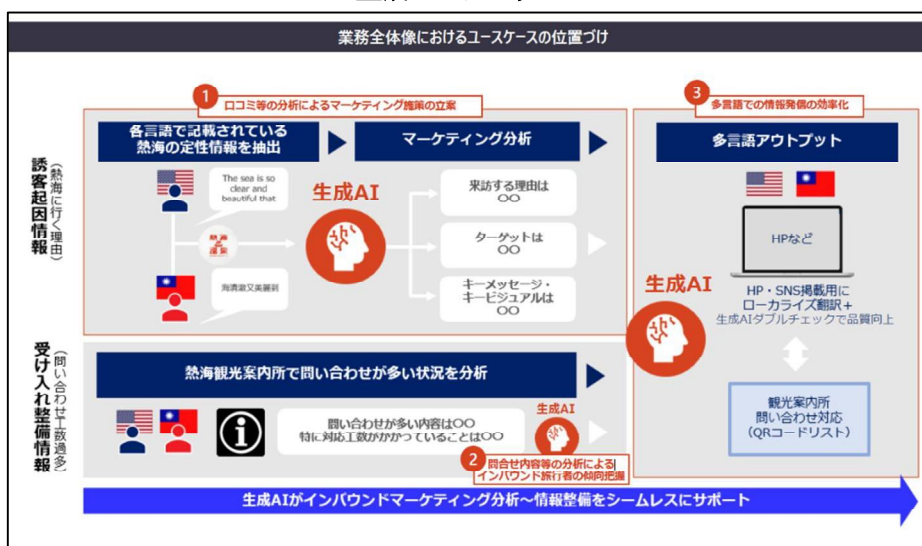 業務全体像におけるユースケースの位置づけ
1
口コミ等の分析によるマーケティング施策の立案
3
多言語での情報発信の効率化
誘客起因情報
(熱海に行く理由)
各言語で記載されている
熱海の定性情報を抽出
マーケティング分析
多言語アウトプット
The sea is so
clear and
beautiful that
海清澈又美麗到
生成AI
来訪する理由は
〇〇
ターゲットは
〇〇
キーメッセージ・
キービジュアルは
〇〇
HPなど
HP・SNS掲載用に
ローカライズ翻訳+
生成AIダブルチェックで品質向上
生成AI
受け入れ整備情報
(問い合わせ工数過多)
熱海観光案内所で問い合わせが多い状況を分析
問い合わせが多い内容は〇〇
特に対応工数がかかっていることは〇〇
生成AI
2
問合せ内容等の分析による
インバウンド旅行者の傾向把握
観光案内所
問い合わせ対応
(QRコードリスト)
生成AIがインバウンドマーケティング分析~情報整備をシームレスにサポート